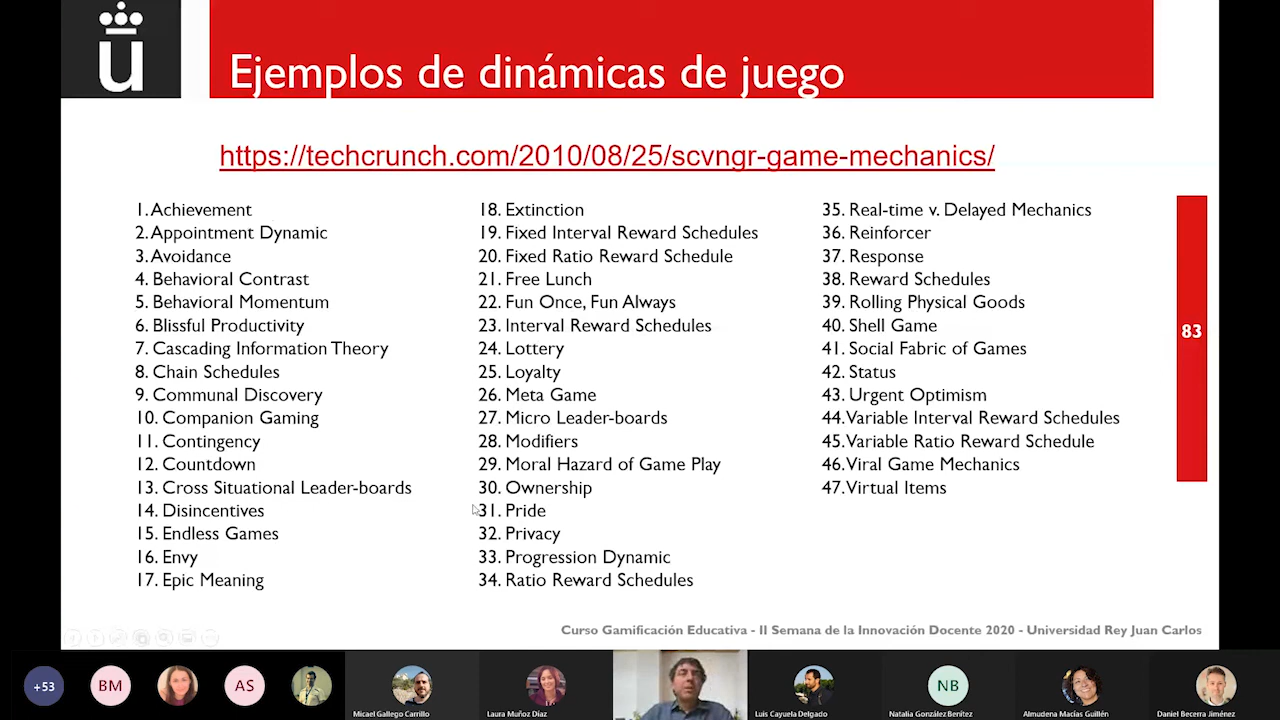 Ejemplos de dinámicas de juego
https://techcrunch.com/2010/08/25/scvngr-game-mechanics/
1. Achievement
2. Appointment Dynamic
3. Avoidance
4. Behavioral Contrast
5. Behavioral Momentum
6. Blissful Productivity
7. Cascading Information Theory
8. Chain Schedules
9. Communal Discovery
10. Companion Gaming
11. Contingency
12. Countdown
13. Cross Situational Leader-boards
14. Disincentives
15. Endless Games
16. Envy
17. Epic Meaning
18. Extinction
19. Fixed Interval Reward Schedules
20. Fixed Ratio Reward Schedule
21. Free Lunch
22. Fun Once, Fun Always
23. Interval Reward Schedules
24. Lottery
25. Loyalty
26. Meta Game
27. Micro Leader-boards
28. Modifiers
29. Moral Hazard of Game Play
30. Ownership
31. Pride
32. Privacy
33. Progression Dynamic
34. Ratio Reward Schedules
35. Real-time v. Delayed Mechanics
36. Reinforcer
37. Response
38. Reward Schedules
39. Rolling Physical Goods
40. Shell Game
41. Social Fabric of Games
42. Status
43. Urgent Optimism
44. Variable Interval Reward Schedules
45. Variable Ratio Reward Schedule
46. Viral Game Mechanics
47. Virtual Items
83
Curso Gamificación Educativa - II Semana de la Innovación Docente 2020 - Universidad Rey Juan Carlos
+53
BM
AS
NB
Micael Gallego Carrillo
Laura Muñoz Díaz
Luis Cayuela Delgado
Natalia González Benítez
Almudena Macías Guillén
Daniel Becerra Jiménez